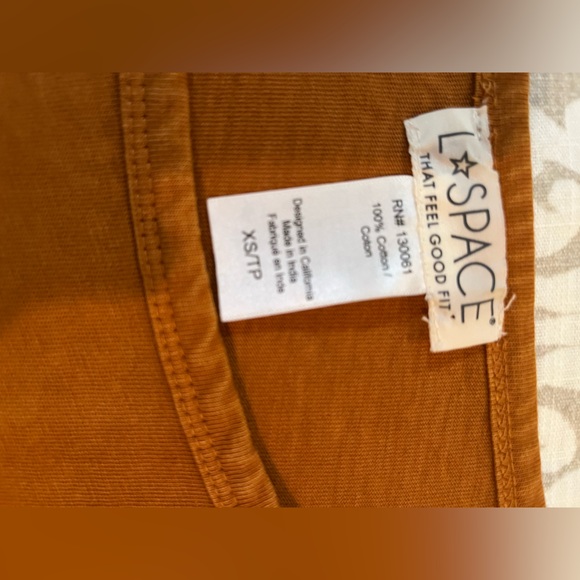 L☆SPACE®
THAT FEEL GOOD FIT.™
RN# 130061
100% Cotton /
Coton
Designed in California
Made in India
Fabriqué en Inde
XS/TP